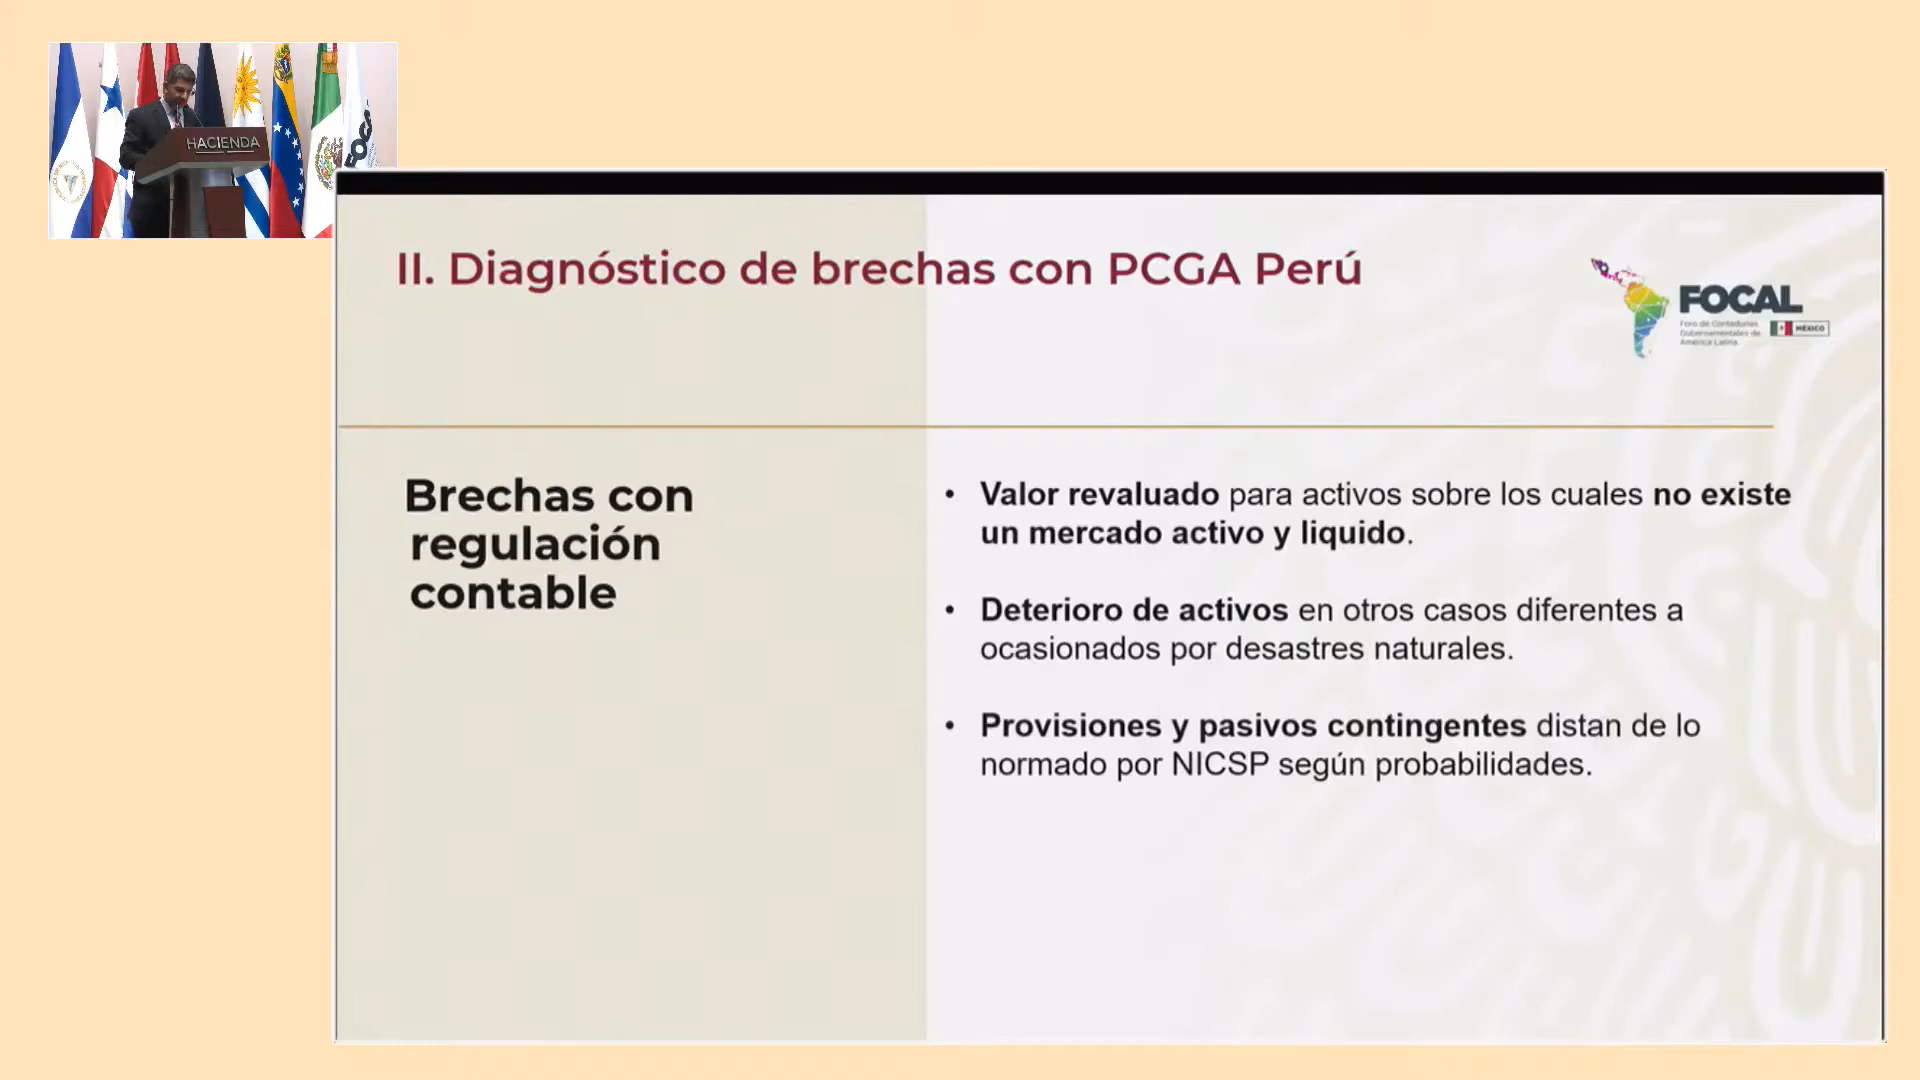 HACIENDA
FOCAL
II. Diagnóstico de brechas con PCGA Perú
FOCAL
Foro de Contadurías
Gubernamentales de
América Latina
MÉXICO
Brechas con
regulación
contable
• Valor revaluado para activos sobre los cuales no existe
un mercado activo y liquido.
• Deterioro de activos en otros casos diferentes a
ocasionados por desastres naturales.
• Provisiones y pasivos contingentes distan de lo
normado por NICSP según probabilidades.